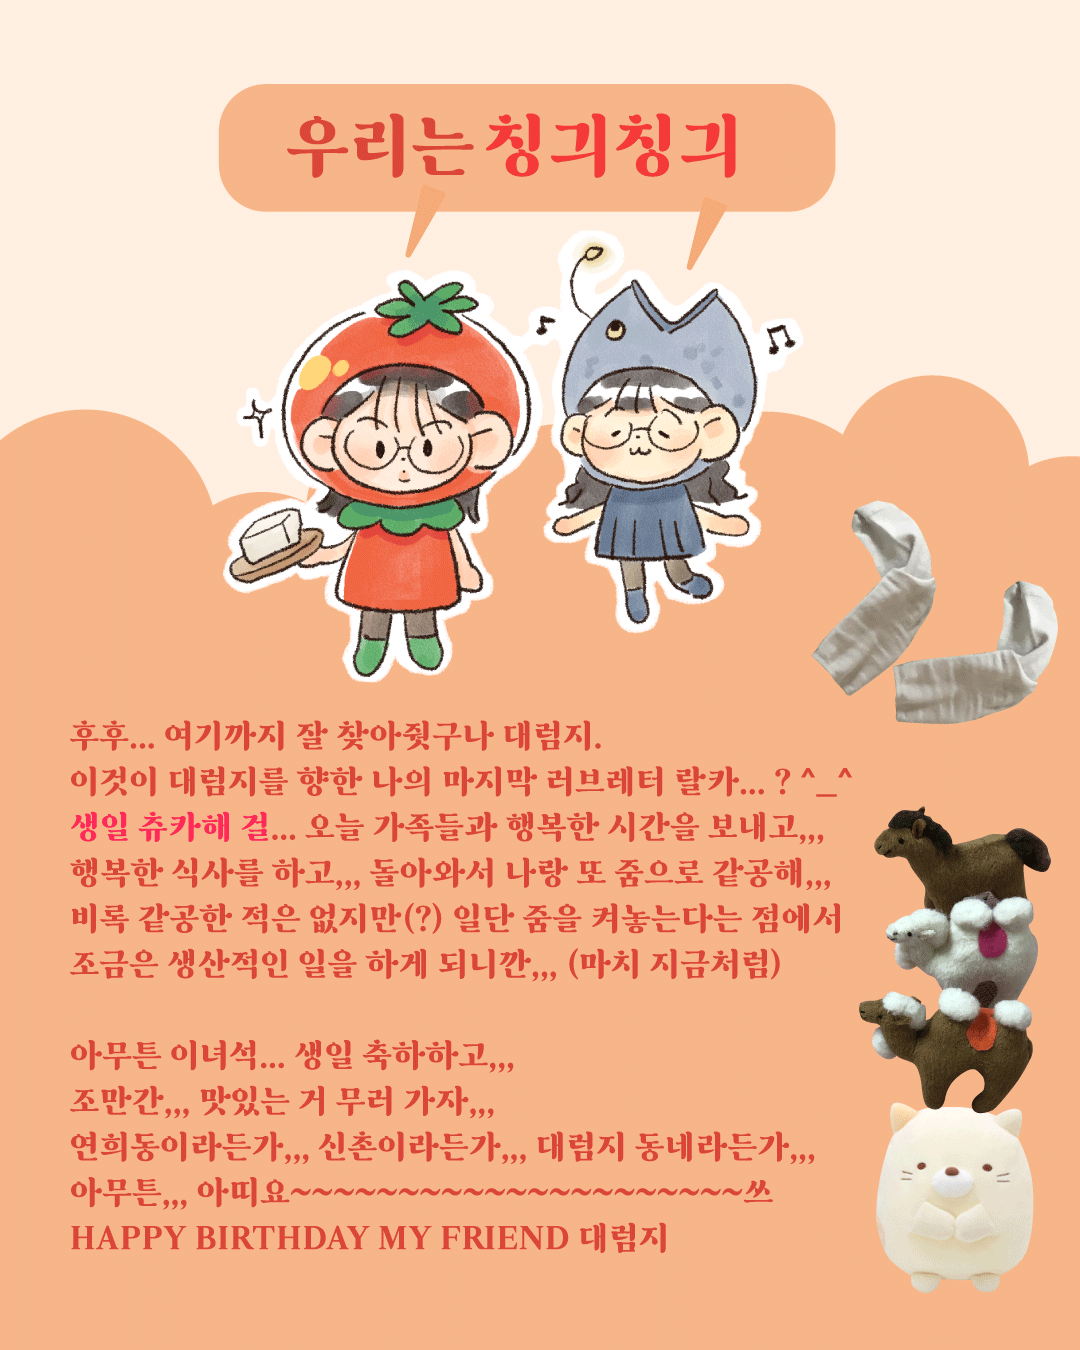 우리는 칭긔칭긔
후후... 여기까지 잘 찾아줫구나 대럼지.
이것이 대럼지를 향한 나의 마지막 러브레터 랄카... ? ^_^
생일 츄카해 걸... 오늘 가족들과 행복한 시간을 보내고,,,
행복한 식사를 하고,,, 돌아와서 나랑 또 줌으로 같공해,,,
비록 같공한 적은 없지만(?) 일단 줌을 켜놓는다는 점에서
조금은 생산적인 일을 하게 되니깐,,, (마치 지금처럼)
아무튼 이녀석... 생일 축하하고,,,
조만간,,, 맛있는 거 무러 가자,,,
연희동이라든가,,, 신촌이라든가,,, 대럼지 동네라든가,,,
아무튼,,, 아띠요~~~~~~~~~~~~~~~~~~~~~쓰
HAPPY BIRTHDAY MY FRIEND 대럼지